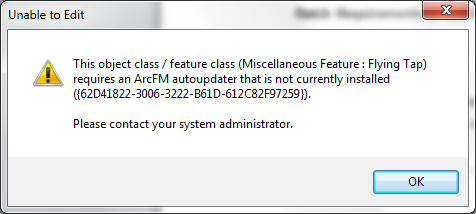 Unable to Edit
This object class / feature class (Miscellaneous Feature : Flying Tap)
requires an ArcFM autoupdater that is not currently installed
({62D41822-3006-3222-B61D-612C82F97259}).
Please contact your system administrator.
OK